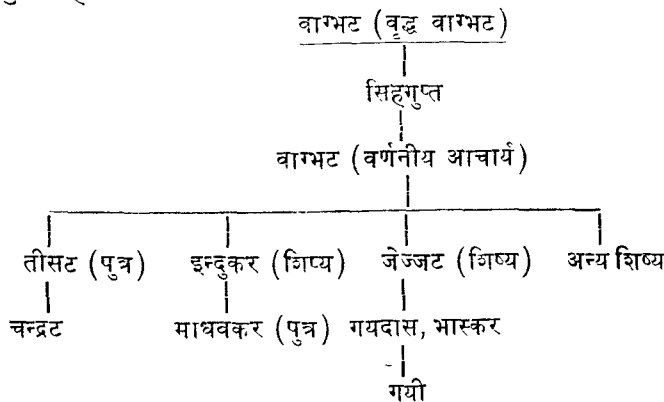 वाग्भट (वृद्ध वाग्भट)
सिहगुप्त
वाग्भट (वर्णनीय आचार्य)
तीसट (पुत्र) इन्दुकर (शिष्य) जेज्जट (शिष्य) अन्य शिष्य
चन्द्रट माधवकर (पुत्र) गयदास, भास्कर
गयी